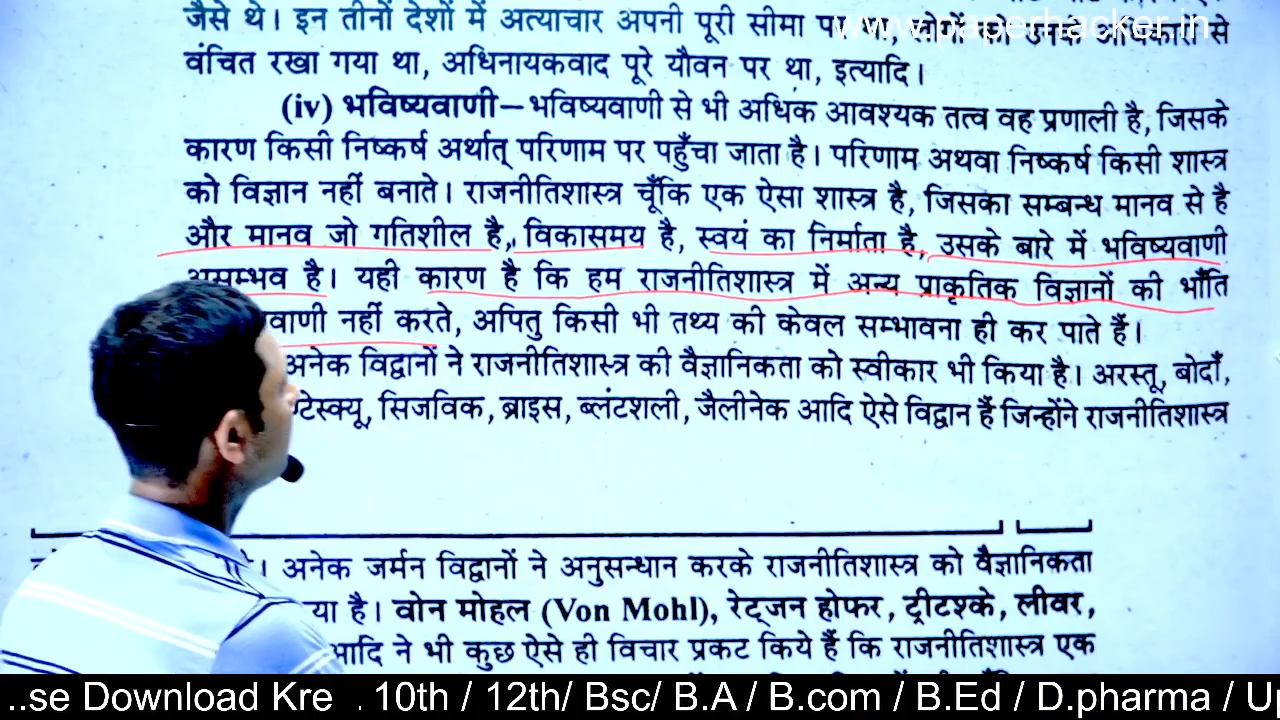 जैसे थे। इन तीनों देशों में अत्याचार अपनी पूरी सीमा पर था, लोगों को उनके अधिकारों से
www.paperhacker.in
वंचित रखा गया था, अधिनायकवाद पूरे यौवन पर था, इत्यादि।
(iv) भविष्यवाणी—भविष्यवाणी से भी अधिक आवश्यक तत्व वह प्रणाली है, जिसके
कारण किसी निष्कर्ष अर्थात् परिणाम पर पहुँचा जाता है। परिणाम अथवा निष्कर्ष किसी शास्त्र
को विज्ञान नहीं बनाते। राजनीतिशास्त्र चूँकि एक ऐसा शास्त्र है, जिसका सम्बन्ध मानव से है
और मानव जो गतिशील है, विकासमय है, स्वयं का निर्माता है, उसके बारे में भविष्यवाणी
असम्भव है। यही कारण है कि हम राजनीतिशास्त्र में अन्य प्राकृतिक विज्ञानों की भाँति
वाणी नहीं करते, अपितु किसी भी तथ्य की केवल सम्भावना ही कर पाते हैं।
अनेक विद्वानों ने राजनीतिशास्त्र की वैज्ञानिकता को स्वीकार भी किया है। अरस्तू, बोदाँ,
ण्टेस्क्यू, सिजविक, ब्राइस, ब्लंटशली, जैलीनेक आदि ऐसे विद्वान हैं जिन्होंने राजनीतिशास्त्र
। अनेक जर्मन विद्वानों ने अनुसन्धान करके राजनीतिशास्त्र को वैज्ञानिकता
या है। वोन मोहल (Von Mohl), रेट्जन होफर, ट्रीटश्के, लीवर,
आदि ने भी कुछ ऐसे ही विचार प्रकट किये हैं कि राजनीतिशास्त्र एक
..se Download Kre . 10th / 12th/ Bsc/ B.A / B.com / B.Ed / D.pharma / U